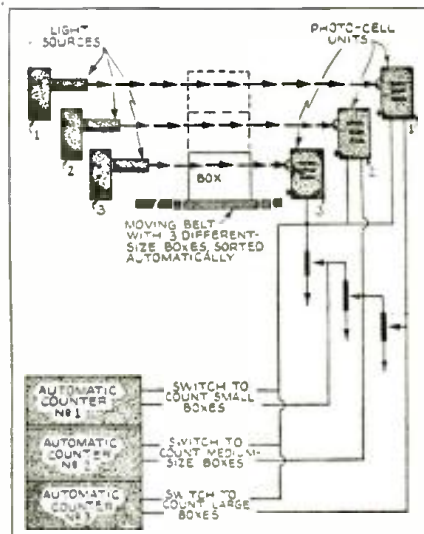 LIGHT
SOURCES
PHOTO-CELL
UNITS
1
2
3
1
2
3
BOX
MOVING BELT
WITH 3 DIFFERENT-
SIZE BOXES, SORTED
AUTOMATICALLY
AUTOMATIC
COUNTER
Nº 1
SWITCH TO
COUNT SMALL
BOXES
AUTOMATIC
COUNTER
Nº 2
SWITCH TO
COUNT MEDIUM-
SIZE BOXES
AUTOMATIC
COUNTER
Nº 3
SWITCH TO
COUNT LARGE
BOXES